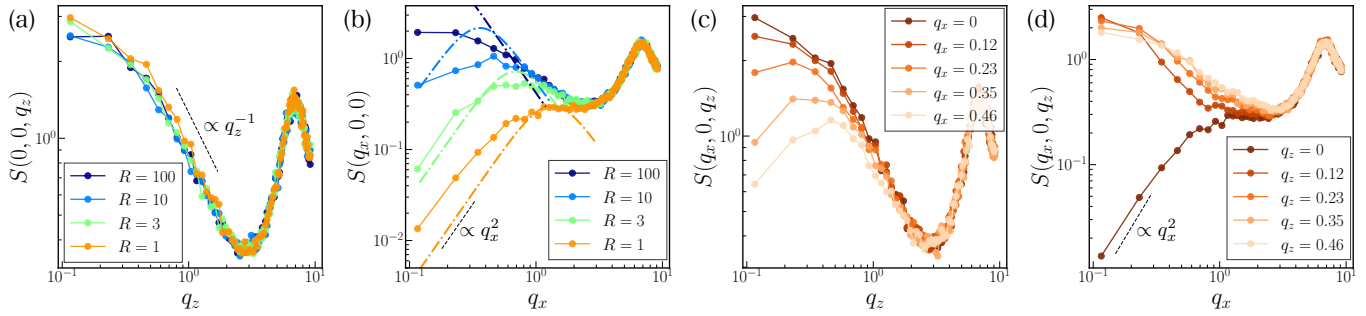 (a)
S(0, 0, q_z)
10^0
∝ q_z^{-1}
R = 100
R = 10
R = 3
R = 1
10^{-1}
10^0
10^1
q_z
(b)
S(q_x, 0, 0)
10^0
10^{-1}
10^{-2}
∝ q_x^2
R = 100
R = 10
R = 3
R = 1
10^{-1}
10^0
10^1
q_x
(c)
S(q_x, 0, q_z)
10^0
q_x = 0
q_x = 0.12
q_x = 0.23
q_x = 0.35
q_x = 0.46
10^{-1}
10^0
10^1
q_z
(d)
S(q_x, 0, q_z)
10^0
10^{-1}
∝ q_x^2
q_z = 0
q_z = 0.12
q_z = 0.23
q_z = 0.35
q_z = 0.46
10^{-1}
10^0
10^1
q_x